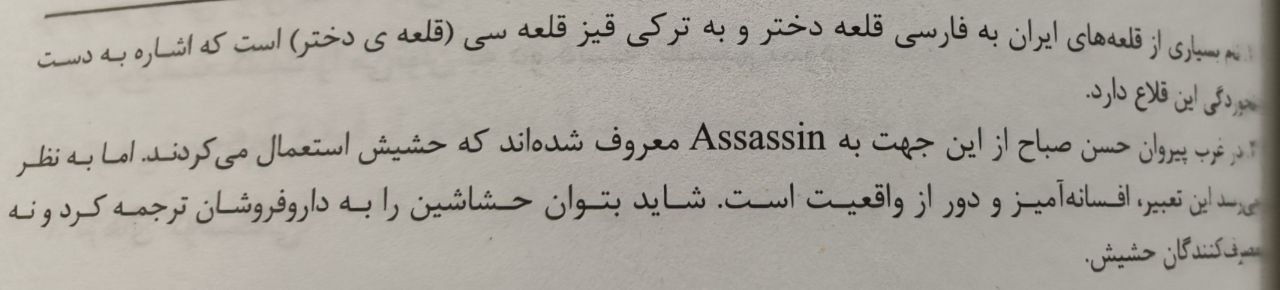 ۱. نام بسیاری از قلعه‌های ایران به فارسی قلعه دختر و به ترکی قیز قلعه سی (قلعه ی دختر) است که اشاره به دست
نخوردگی این قلاع دارد.
۲. در غرب پیروان حسن صباح از این جهت به Assassin معروف شده‌اند که حشیش استعمال می‌کردند. اما به نظر
می‌رسد این تعبیر، افسانه‌آمیز و دور از واقعیت است. شاید بتوان حشاشین را به داروفروشان ترجمه کرد و نه
مصرف‌کنندگان حشیش.